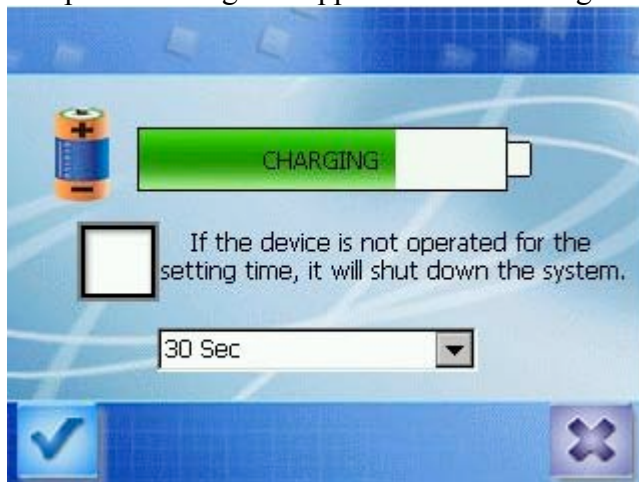 CHARGING
If the device is not operated for the
setting time, it will shut down the system.
30 Sec